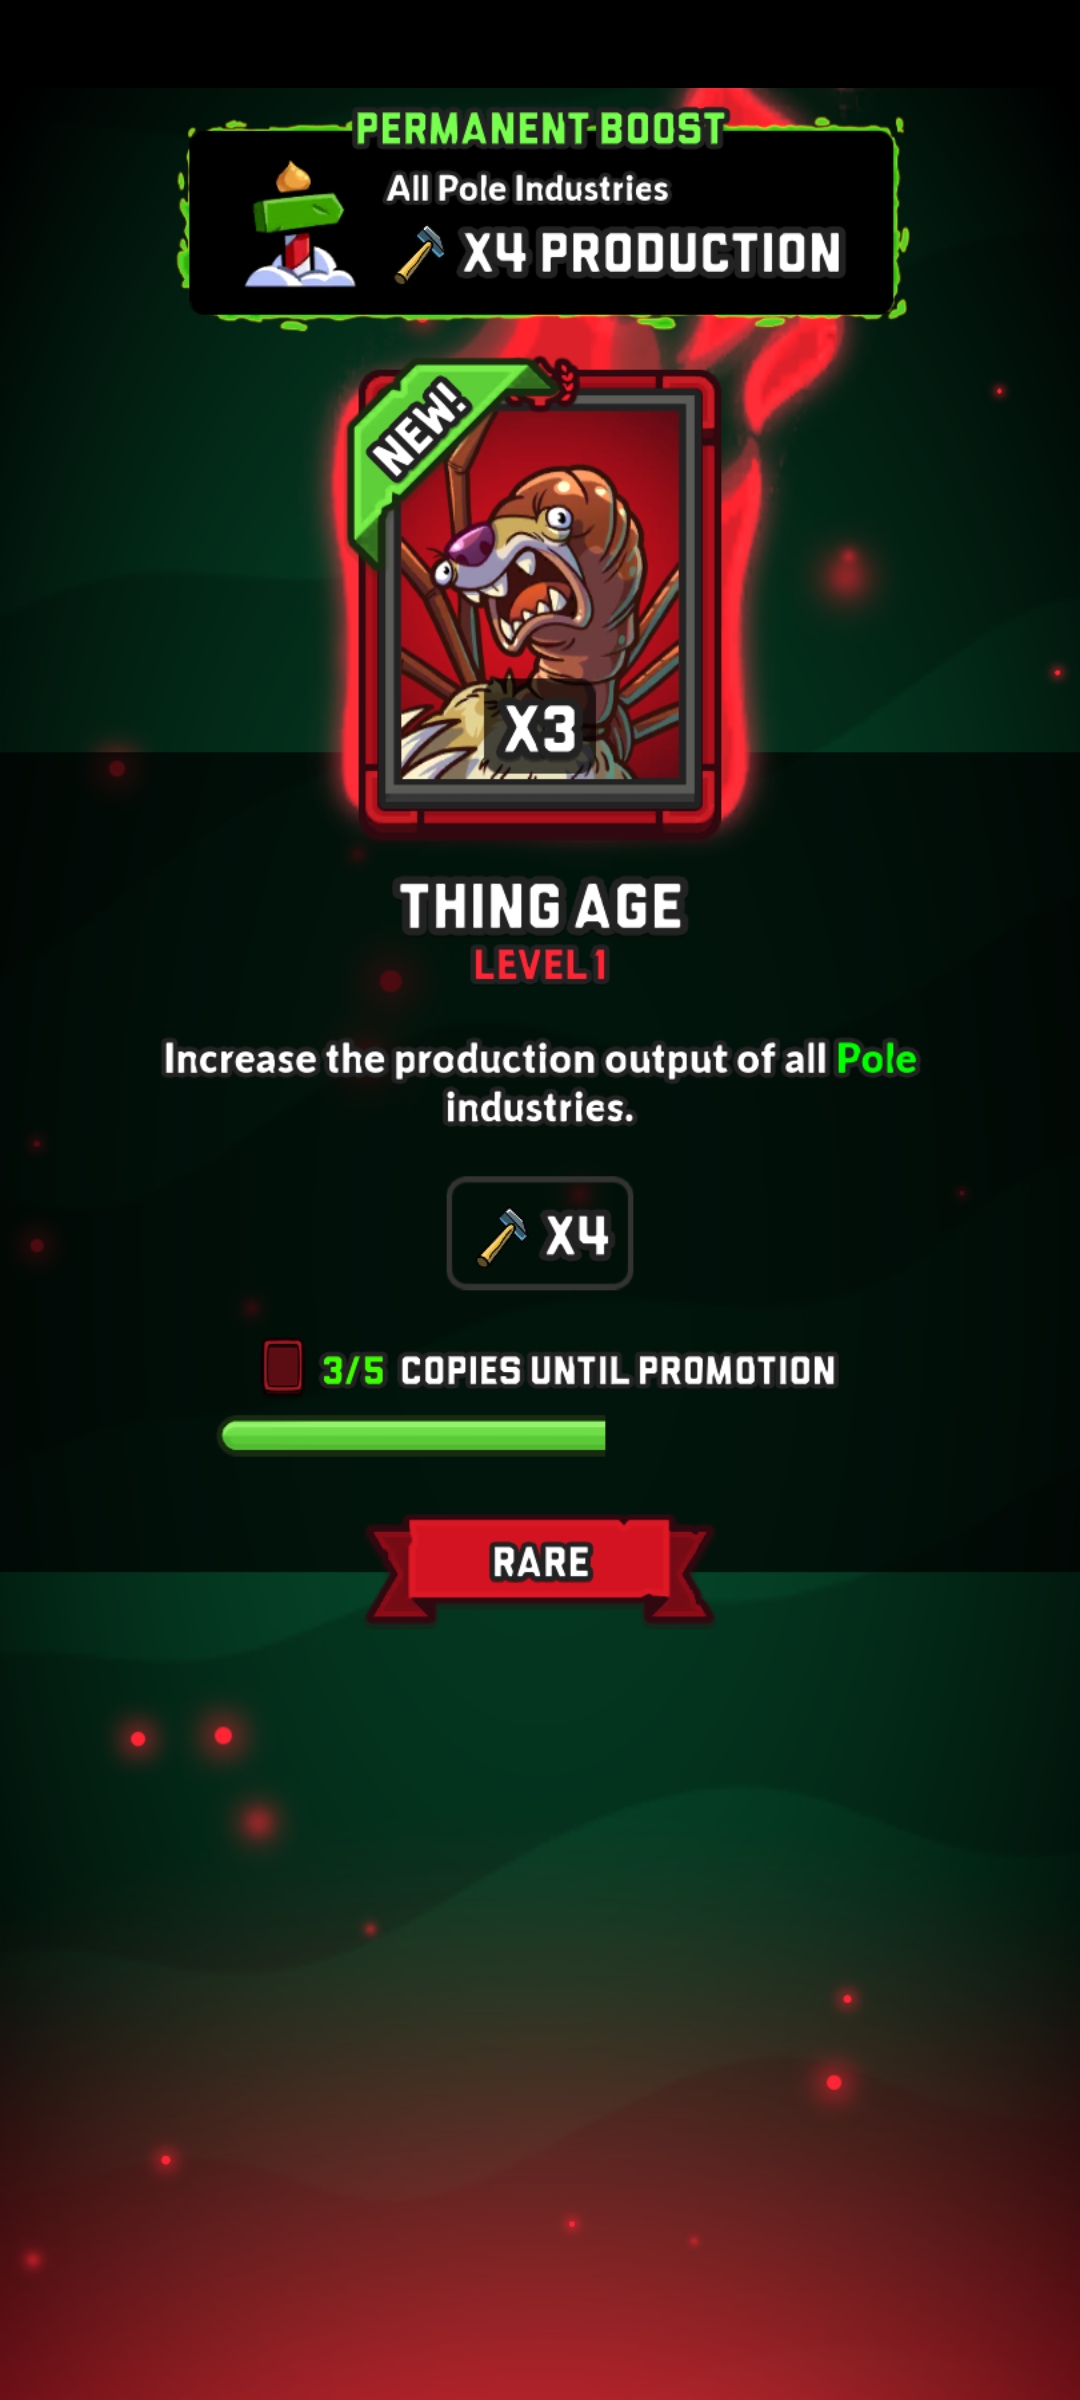 PERMANENT BOOST
All Pole Industries
X4 PRODUCTION
NEW!
X3
THING AGE
LEVEL 1
Increase the production output of all Pole
industries.
X4
3/5 COPIES UNTIL PROMOTION
RARE